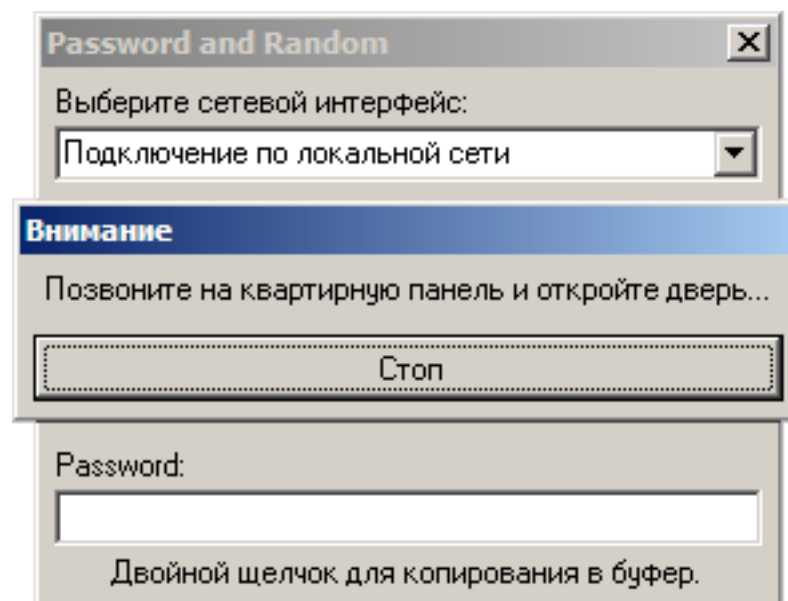 Password and Random
Выберите сетевой интерфейс:
Подключение по локальной сети
Внимание
Позвоните на квартирную панель и откройте дверь...
Стоп
Password:
Двойной щелчок для копирования в буфер.